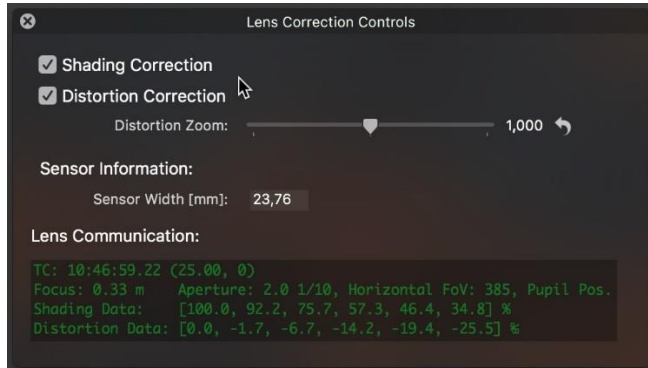 Lens Correction Controls
Shading Correction
Distortion Correction
Distortion Zoom: 1,000
Sensor Information:
Sensor Width [mm]: 23,76
Lens Communication:
TC: 10:46:59.22 (25.00, 0)
Focus: 0.33 m Aperture: 2.0 1/10, Horizontal FoV: 385, Pupil Pos.
Shading Data: [100.0, 92.2, 75.7, 57.3, 46.4, 34.8] %
Distortion Data: [0.0, -1.7, -6.7, -14.2, -19.4, -25.5] %